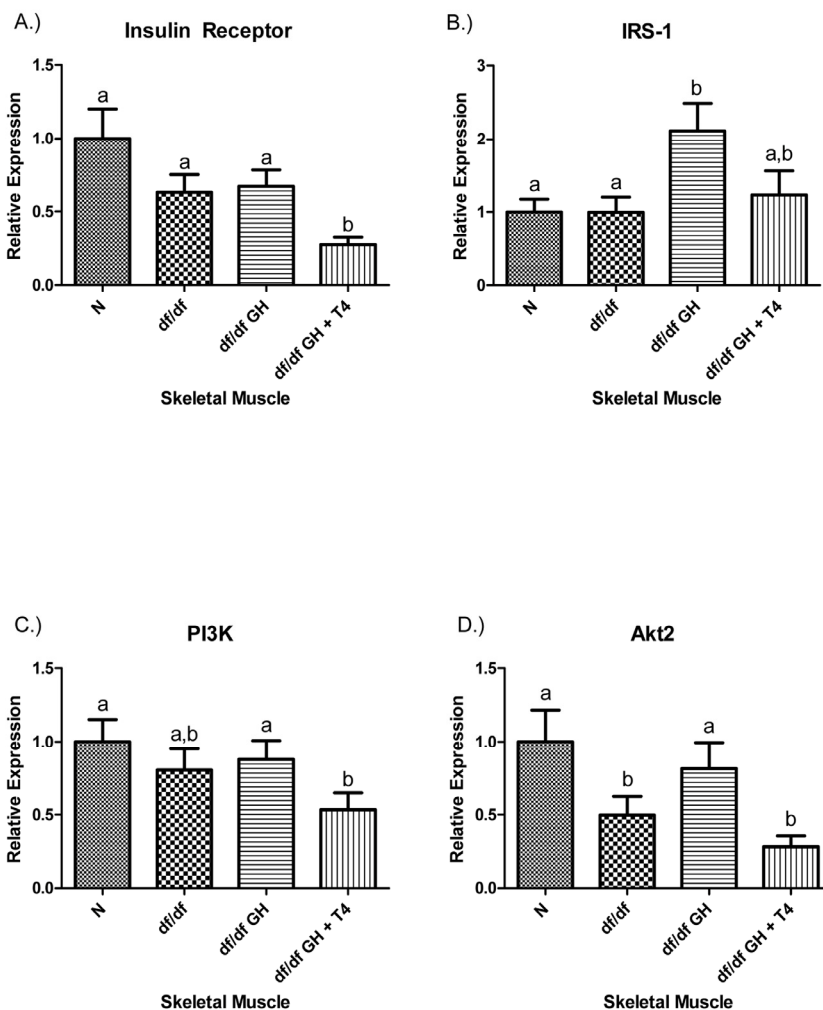 A.)
Insulin Receptor
1.5
1.0
0.5
0.0
Relative Expression
a
a
a
b
N
df/df
df/df GH
df/df GH + T4
Skeletal Muscle
B.)
IRS-1
3
2
1
0
Relative Expression
a
a
b
a,b
N
df/df
df/df GH
df/df GH + T4
Skeletal Muscle
C.)
PI3K
1.5
1.0
0.5
0.0
Relative Expression
a
a,b
a
b
N
df/df
df/df GH
df/df GH + T4
Skeletal Muscle
D.)
Akt2
1.5
1.0
0.5
0.0
Relative Expression
a
b
a
b
N
df/df
df/df GH
df/df GH + T4
Skeletal Muscle